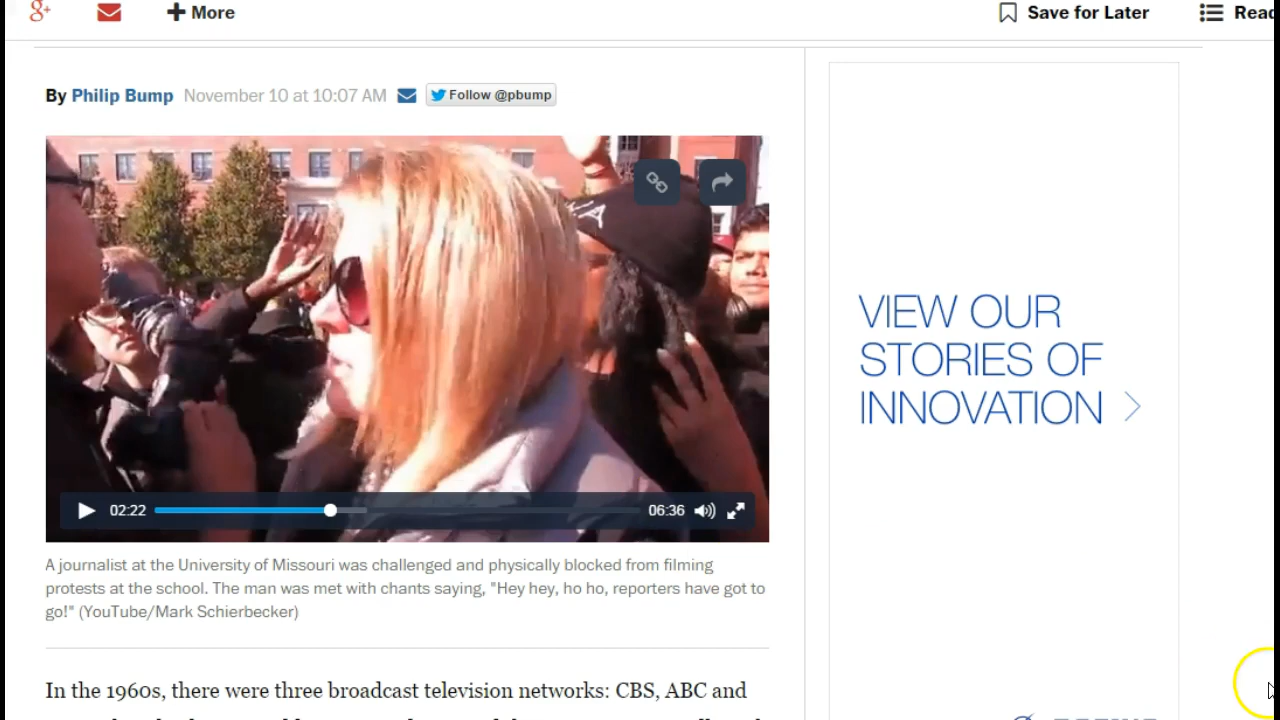 g+
More
Save for Later
Read
By Philip Bump November 10 at 10:07 AM Follow @pbump
VIEW OUR
STORIES OF
INNOVATION
02:22
06:36
A journalist at the University of Missouri was challenged and physically blocked from filming
protests at the school. The man was met with chants saying, "Hey hey, ho ho, reporters have got to
go!" (YouTube/Mark Schierbecker)
In the 1960s, there were three broadcast television networks: CBS, ABC and